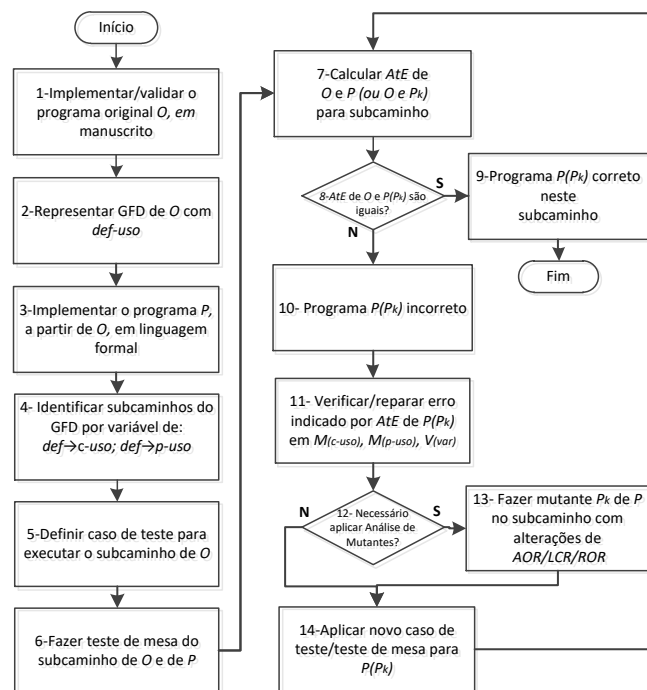 Início
1-Implementar/validar o
programa original O, em
manuscrito
2-Representar GFD de O com
def-uso
3-Implementar o programa P,
a partir de O, em linguagem
formal
4- Identificar subcaminhos do
GFD por variável de:
def→c-uso; def→p-uso
5-Definir caso de teste para
executar o subcaminho de O
6-Fazer teste de mesa do
subcaminho de O e de P
7-Calcular AtE de
O e P (ou O e Pk)
para subcaminho
8-AtE de O e P(Pk) são
iguais?
S
N
9-Programa P(Pk) correto
neste
subcaminho
Fim
10- Programa P(Pk) incorreto
11- Verificar/reparar erro
indicado por AtE de P(Pk)
em M(c-uso), M(p-uso), V(var)
N
12- Necessário
aplicar Análise de
Mutantes?
S
13- Fazer mutante Pk de P
no subcaminho com
alterações de
AOR/LCR/ROR
14-Aplicar novo caso de
teste/teste de mesa para
P(Pk)